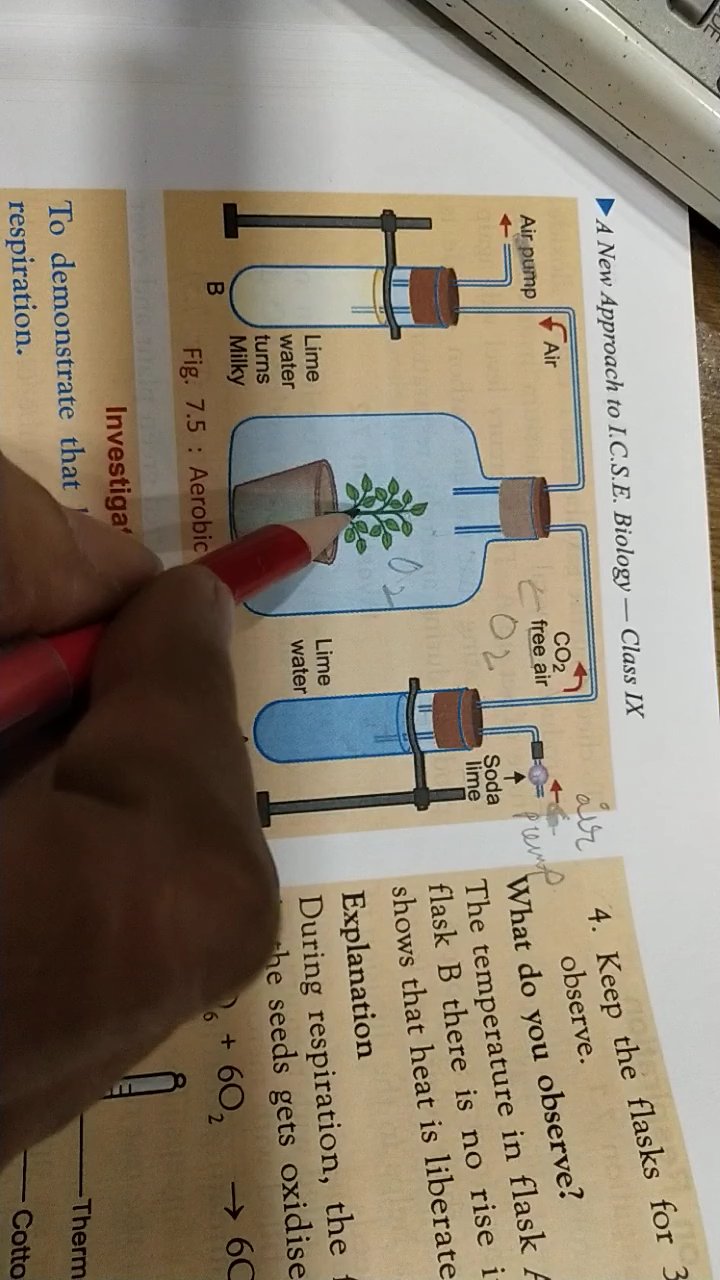 ▶ A New Approach to I.C.S.E. Biology — Class IX
Air pump
Air
CO2
free air
O2
O2
air
pump
Soda
lime
Lime
water
turns
Milky
Lime
water
B
Fig. 7.5 : Aerobic
To demonstrate that
respiration.
4. Keep the flasks for 3
observe.
What do you observe?
The temperature in flask A
flask B there is no rise i
shows that heat is liberate
Explanation
During respiration, the
the seeds gets oxidise
6 + 6O2 → 6C
Therm
Cotto